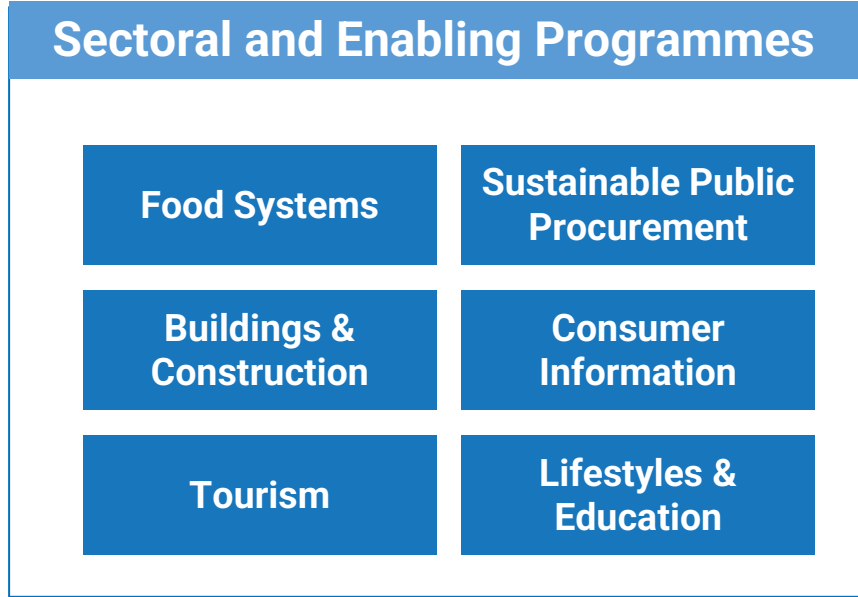 Sectoral and Enabling Programmes
Food Systems
Sustainable Public
Procurement
Buildings &
Construction
Consumer
Information
Tourism
Lifestyles &
Education